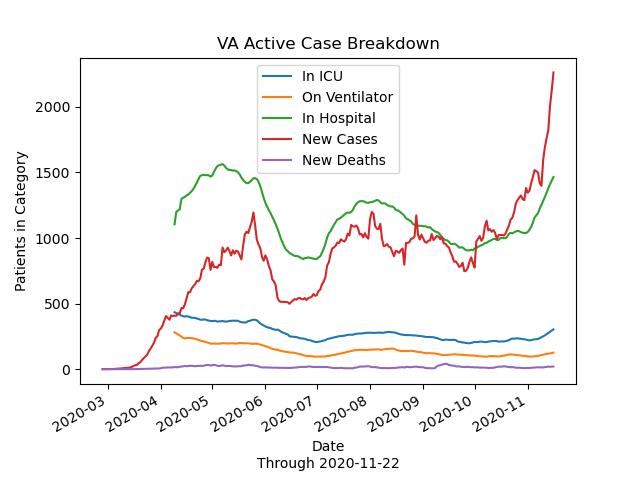 VA Active Case Breakdown
In ICU
On Ventilator
In Hospital
New Cases
New Deaths
Patients in Category
2000
1500
1000
500
0
2020-03
2020-04
2020-05
2020-06
2020-07
2020-08
2020-09
2020-10
2020-11
Date
Through 2020-11-22